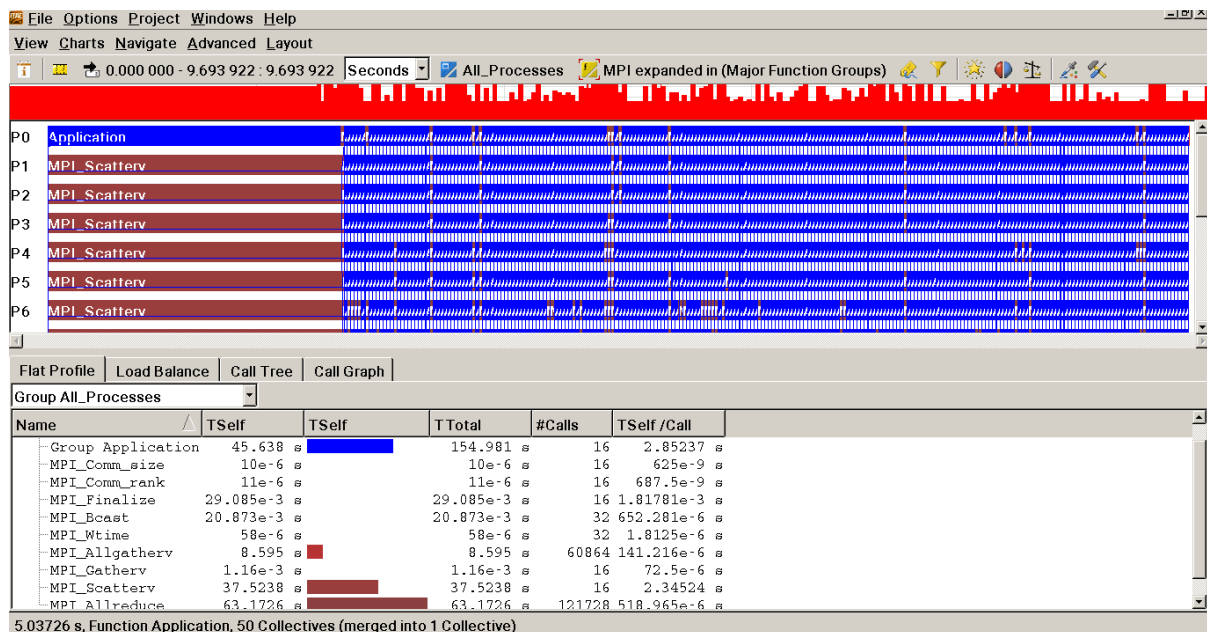 File Options Project Windows Help
View Charts Navigate Advanced Layout
0.000 000 - 9.693 922 : 9.693 922 Seconds All_Processes MPI expanded in (Major Function Groups)
P0 Application
P1 MPI_Scatterv
P2 MPI_Scatterv
P3 MPI_Scatterv
P4 MPI_Scatterv
P5 MPI_Scatterv
P6 MPI_Scatterv
Flat Profile Load Balance Call Tree Call Graph
Group All_Processes
Name TSelf TSelf TTotal #Calls TSelf /Call
Group Application 45.638 s 154.981 s 16 2.85237 s
MPI_Comm_size 10e-6 s 10e-6 s 16 625e-9 s
MPI_Comm_rank 11e-6 s 11e-6 s 16 687.5e-9 s
MPI_Finalize 29.085e-3 s 29.085e-3 s 16 1.81781e-3 s
MPI_Bcast 20.873e-3 s 20.873e-3 s 32 652.281e-6 s
MPI_Wtime 58e-6 s 58e-6 s 32 1.8125e-6 s
MPI_Allgatherv 8.595 s 8.595 s 60864 141.216e-6 s
MPI_Gatherv 1.16e-3 s 1.16e-3 s 16 72.5e-6 s
MPI_Scatterv 37.5238 s 37.5238 s 16 2.34524 s
MPI_Allreduce 63.1726 s 63.1726 s 121728 518.965e-6 s
5.03726 s, Function Application, 50 Collectives (merged into 1 Collective)